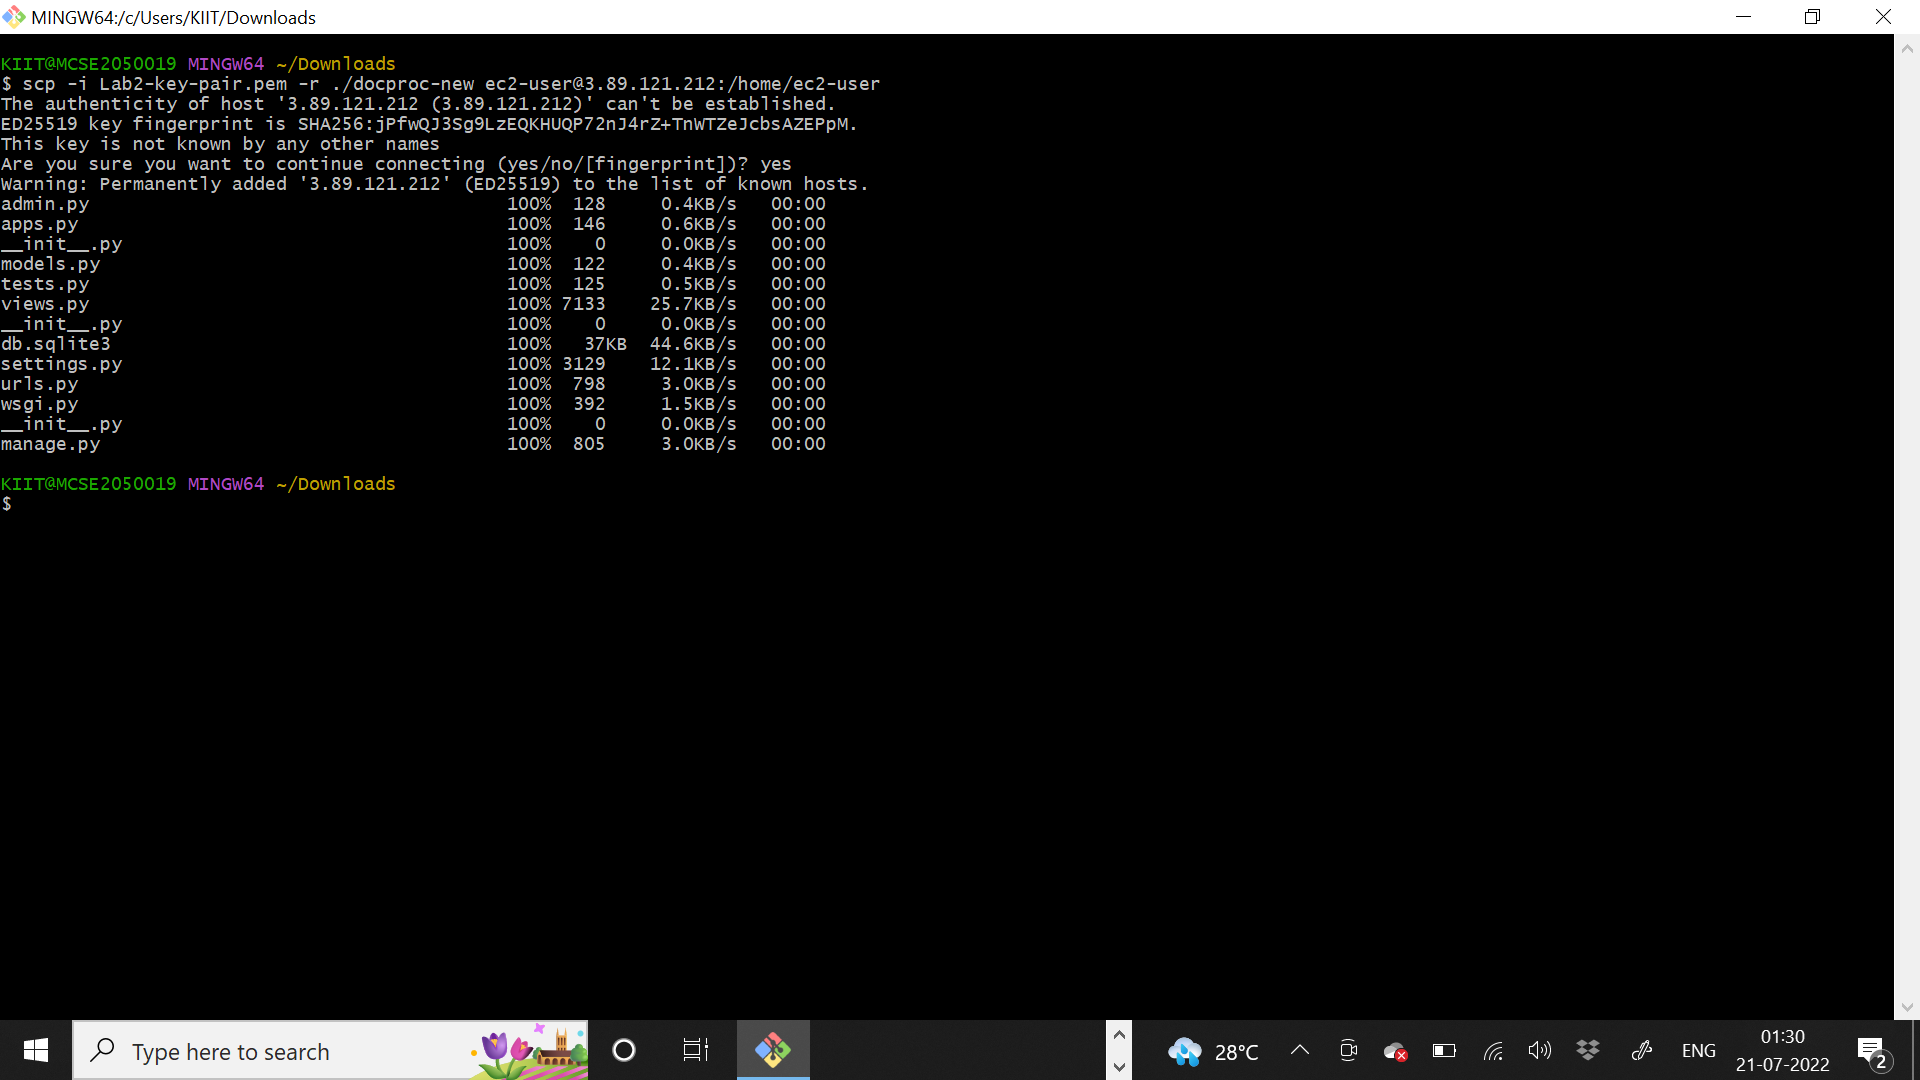 MINGW64:/c/Users/KIIT/Downloads
KIIT@MCSE2050019 MINGW64 ~/Downloads
$ scp -i Lab2-key-pair.pem -r ./docproc-new ec2-user@3.89.121.212:/home/ec2-user
The authenticity of host '3.89.121.212 (3.89.121.212)' can't be established.
ED25519 key fingerprint is SHA256:jPfwQJ3Sg9LzEQKHUQP72nJ4rZ+TnWTZeJcbsAZEPpM.
This key is not known by any other names
Are you sure you want to continue connecting (yes/no/[fingerprint])? yes
Warning: Permanently added '3.89.121.212' (ED25519) to the list of known hosts.
admin.py 100% 128 0.4KB/s 00:00
apps.py 100% 146 0.6KB/s 00:00
__init__.py 100% 0 0.0KB/s 00:00
models.py 100% 122 0.4KB/s 00:00
tests.py 100% 125 0.5KB/s 00:00
views.py 100% 7133 25.7KB/s 00:00
__init__.py 100% 0 0.0KB/s 00:00
db.sqlite3 100% 37KB 44.6KB/s 00:00
settings.py 100% 3129 12.1KB/s 00:00
urls.py 100% 798 3.0KB/s 00:00
wsgi.py 100% 392 1.5KB/s 00:00
__init__.py 100% 0 0.0KB/s 00:00
manage.py 100% 805 3.0KB/s 00:00
KIIT@MCSE2050019 MINGW64 ~/Downloads
$
Type here to search
28°C
ENG
01:30
21-07-2022
2